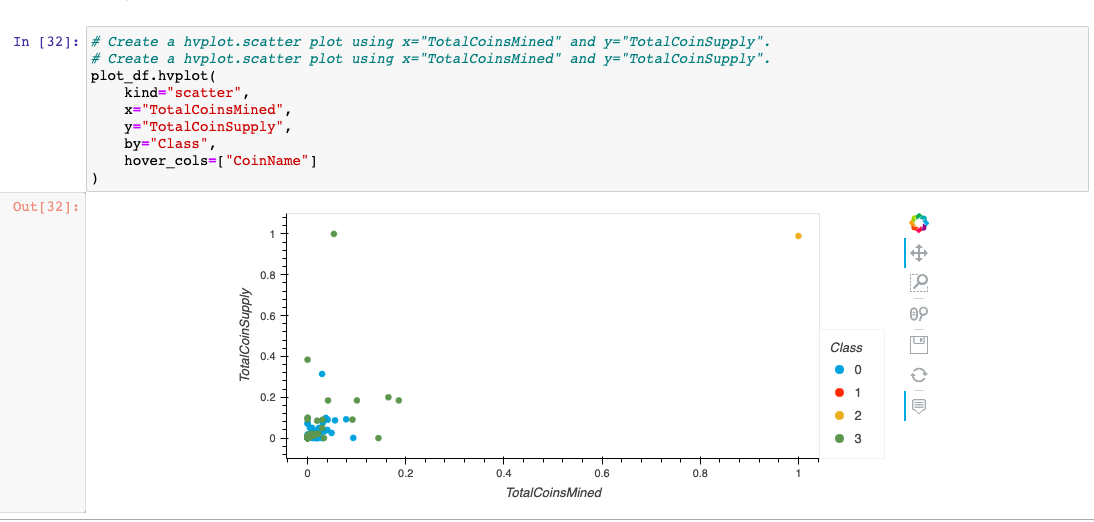 In [32]:
# Create a hvplot.scatter plot using x="TotalCoinsMined" and y="TotalCoinSupply".
# Create a hvplot.scatter plot using x="TotalCoinsMined" and y="TotalCoinSupply".
plot_df.hvplot(
    kind="scatter",
    x="TotalCoinsMined",
    y="TotalCoinSupply",
    by="Class",
    hover_cols=["CoinName"]
)
Out[32]:
TotalCoinSupply
1
0.8
0.6
0.4
0.2
0
0
0.2
0.4
0.6
0.8
1
TotalCoinsMined
Class
0
1
2
3